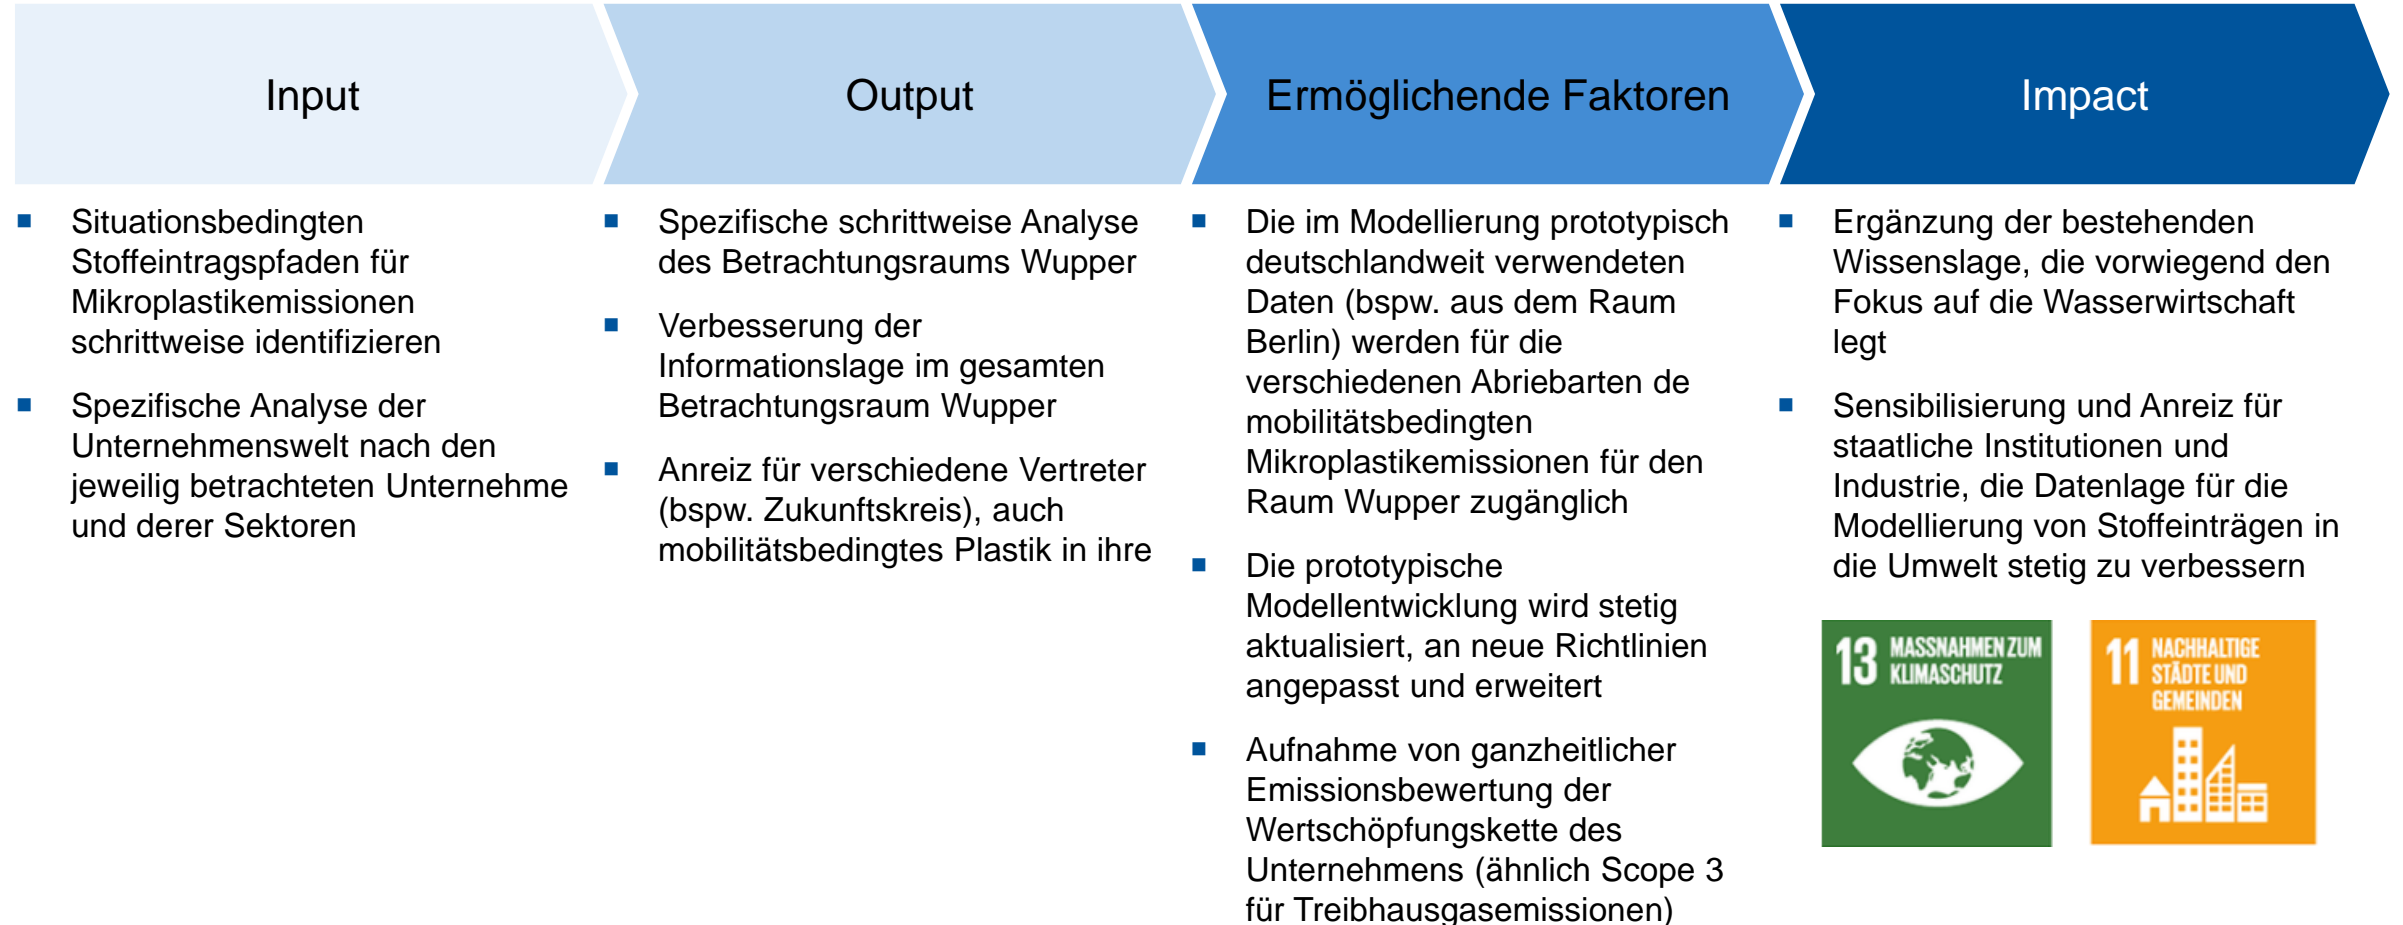 Input
Situationsbedingten
Stoffeintragspfaden für
Mikroplastikemissionen
schrittweise identifizieren
Spezifische Analyse der
Unternehmenswelt nach den
jeweilig betrachteten Unternehme
und derer Sektoren
Output
Spezifische schrittweise Analyse
des Betrachtungsraums Wupper
Verbesserung der
Informationslage im gesamten
Betrachtungsraum Wupper
Anreiz für verschiedene Vertreter
(bspw. Zukunftskreis), auch
mobilitätsbedingtes Plastik in ihre
Ermöglichende Faktoren
Die im Modellierung prototypisch
deutschlandweit verwendeten
Daten (bspw. aus dem Raum
Berlin) werden für die
verschiedenen Abriebarten de
mobilitätsbedingten
Mikroplastikemissionen für den
Raum Wupper zugänglich
Die prototypische
Modellentwicklung wird stetig
aktualisiert, an neue Richtlinien
angepasst und erweitert
Aufnahme von ganzheitlicher
Emissionsbewertung der
Wertschöpfungskette des
Unternehmens (ähnlich Scope 3
für Treibhausgasemissionen)
Impact
Ergänzung der bestehenden
Wissenslage, die vorwiegend den
Fokus auf die Wasserwirtschaft
legt
Sensibilisierung und Anreiz für
staatliche Institutionen und
Industrie, die Datenlage für die
Modellierung von Stoffeinträgen in
die Umwelt stetig zu verbessern
13 MASSNAHMEN ZUM
KLIMASCHUTZ
11 NACHHALTIGE
STÄDTE UND
GEMEINDEN